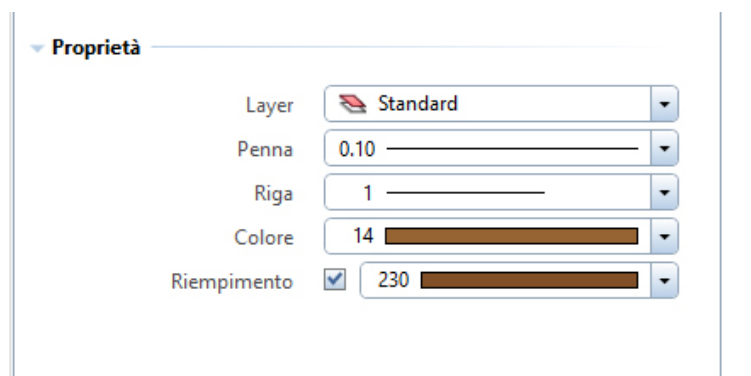 Proprietà
Layer Standard
Penna 0.10
Riga 1
Colore 14
Riempimento 230